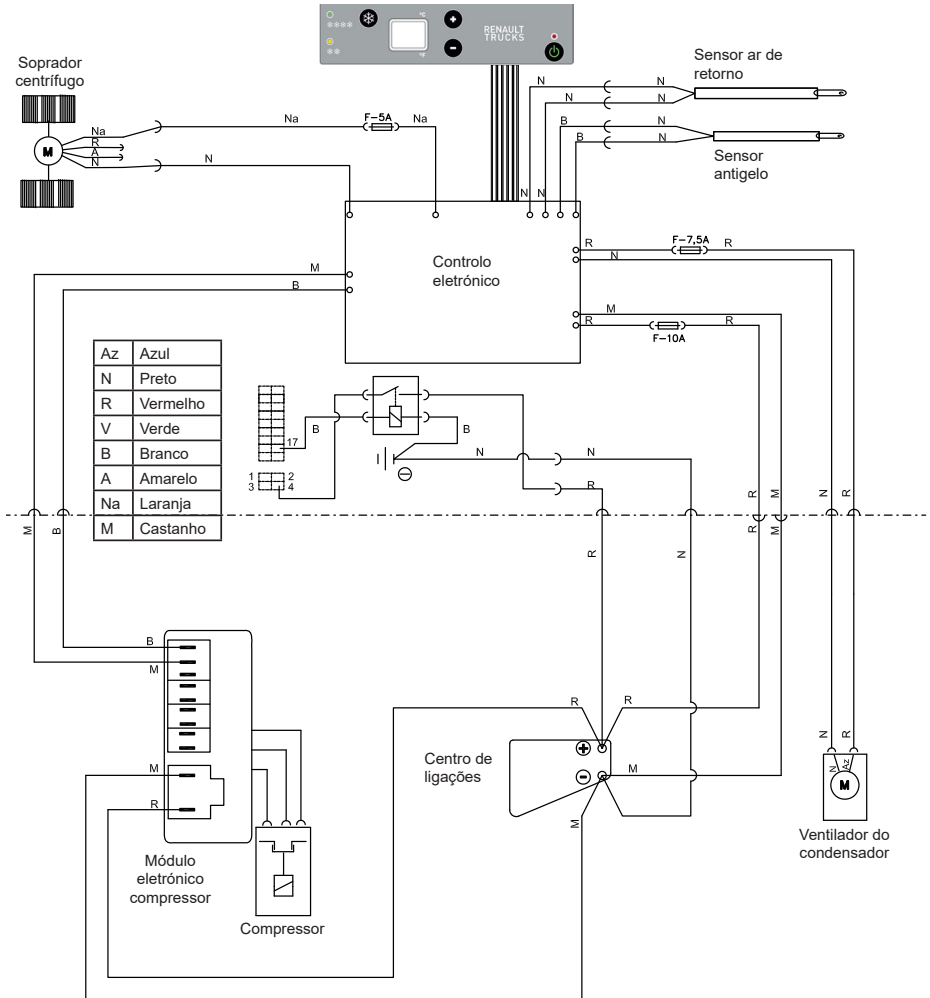 °C
°F
RENAULT
TRUCKS
Soprador
centrífugo
M
Na
R
A
N
Na
F-5A
Na
N
N
N
N
N
Sensor ar de
retorno
B
N
B
N
Sensor
antigelo
N
N
Controlo
eletrónico
R
F-7,5A
R
N
M
R
F-10A
R
M
B
Az Azul
N Preto
R Vermelho
V Verde
B Branco
A Amarelo
Na Laranja
M Castanho
17
B
B
1 2
3 4
N
N
R
R
M
N
R
M
B
R
N
R
M
B
M
M
R
R
R
Centro de
ligações
+
−
M
M
N
R
N
Az
M
Ventilador do
condensador
Módulo
eletrónico
compressor
Compressor